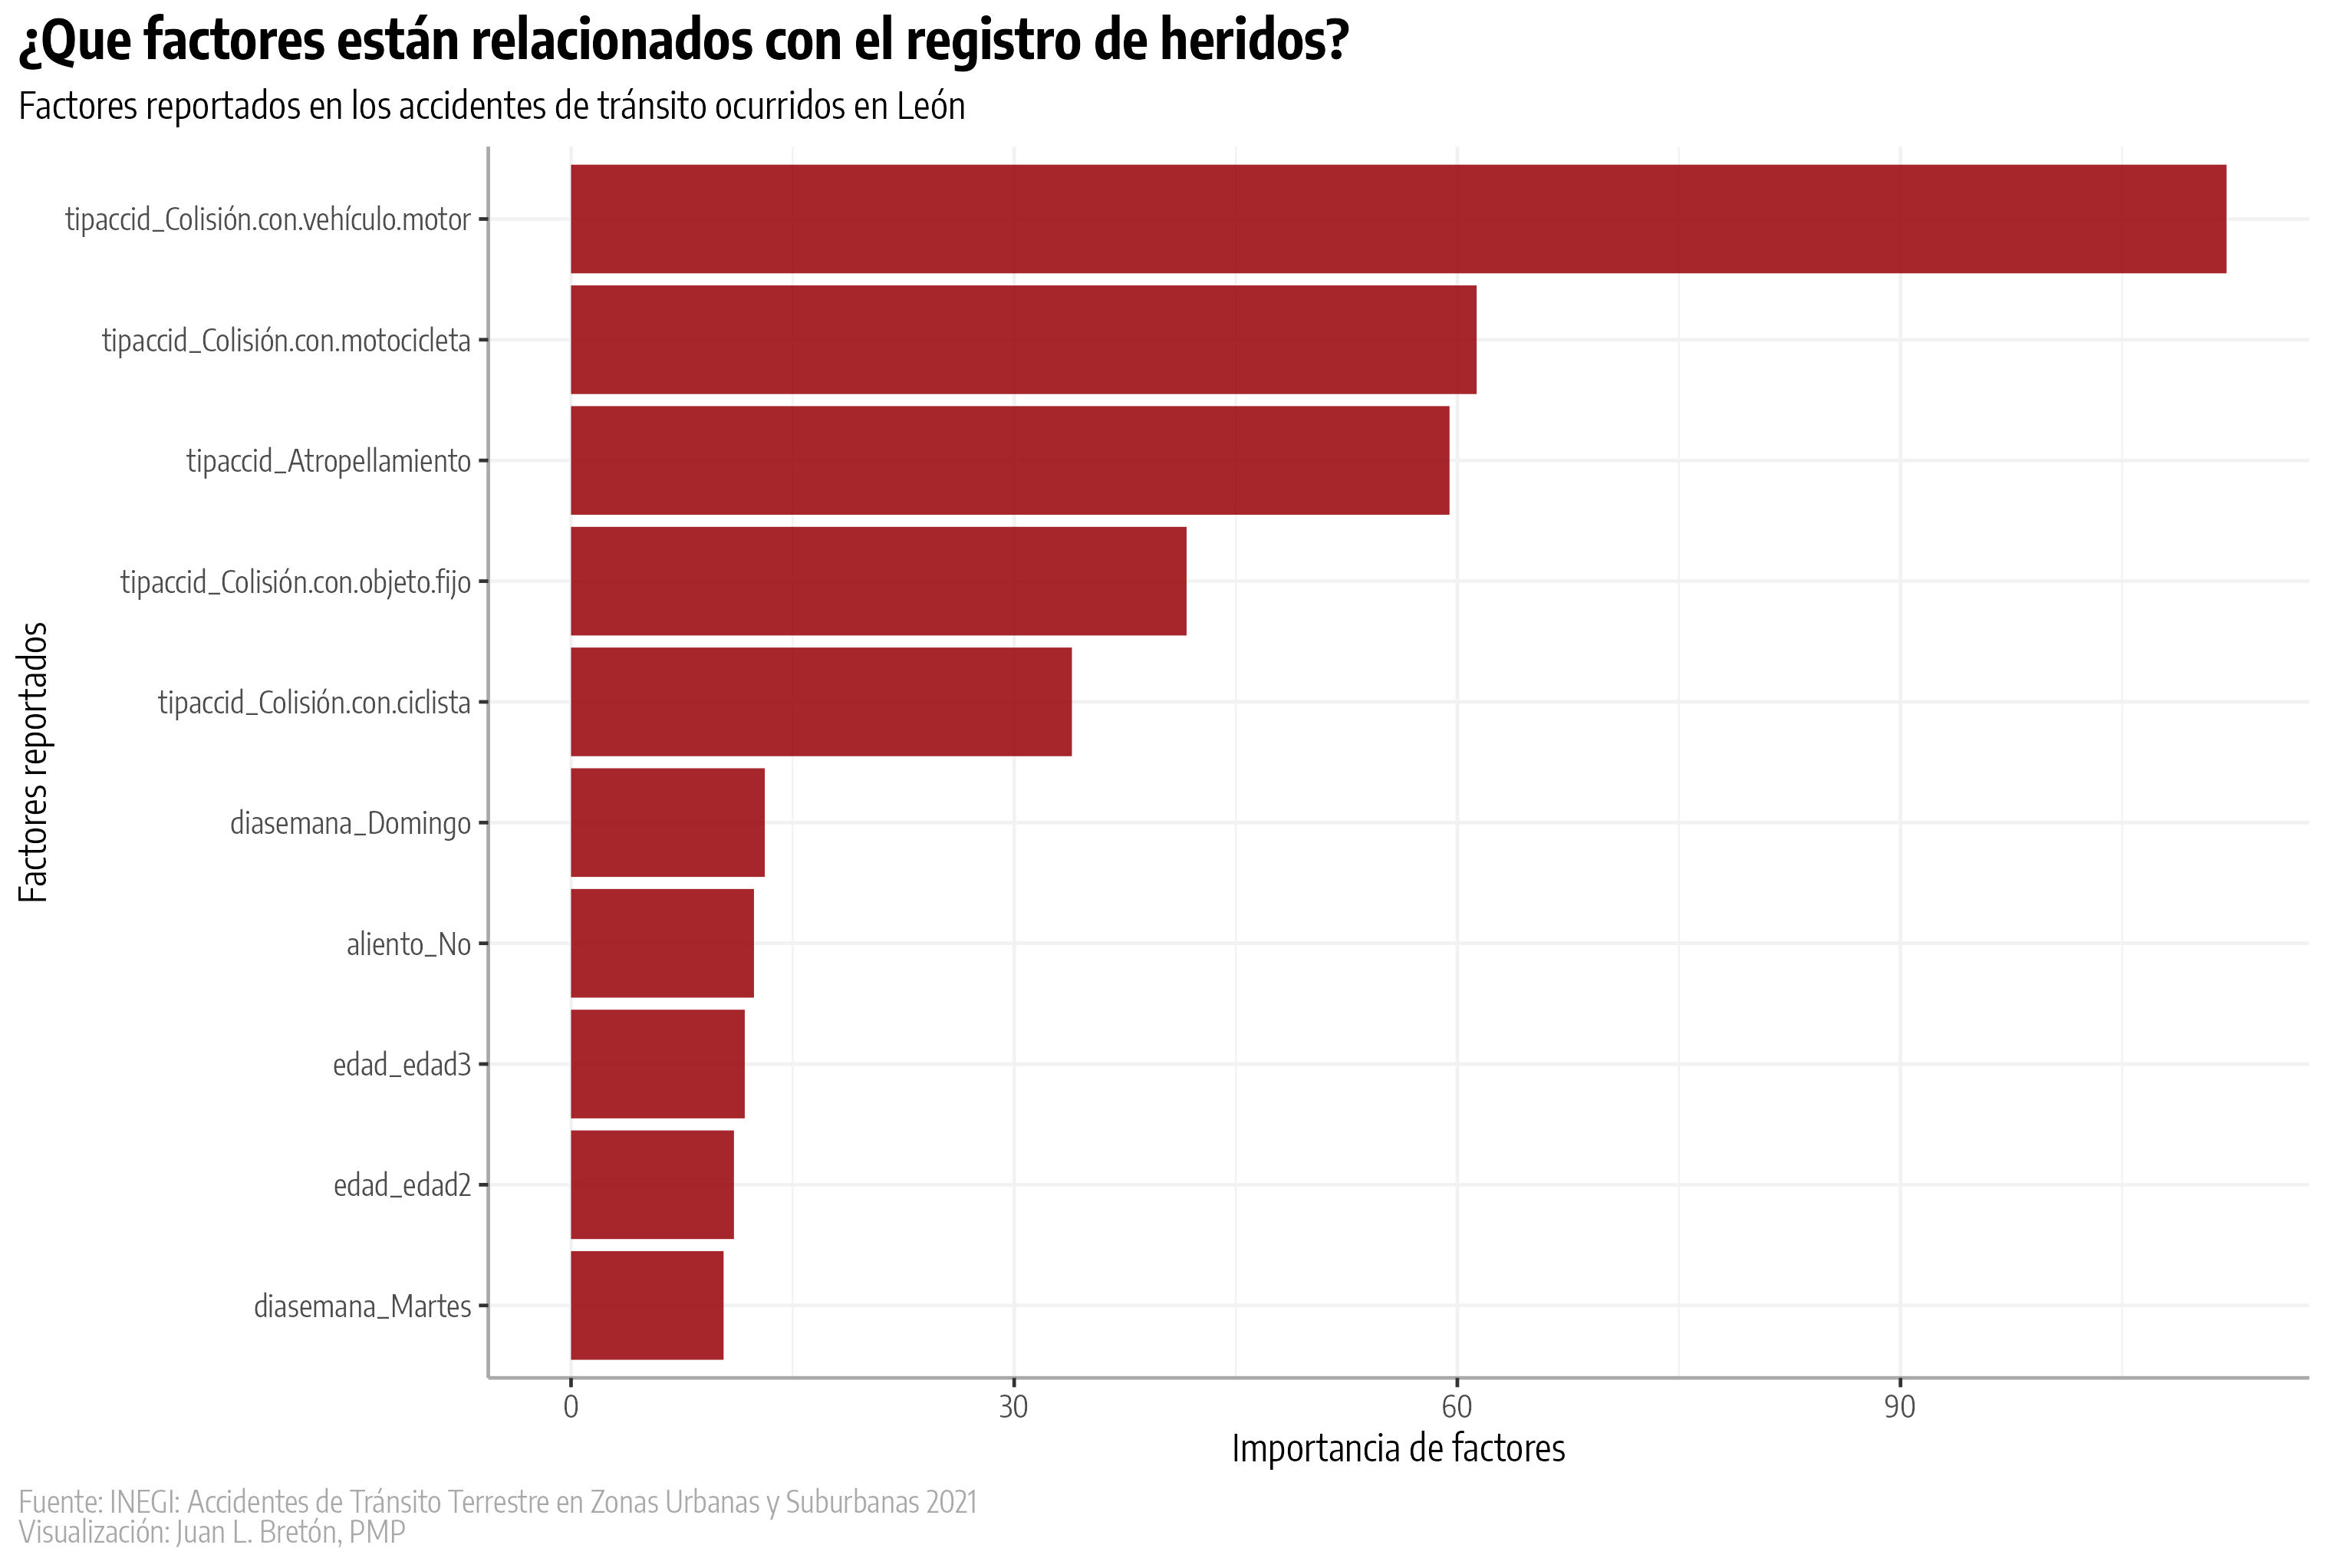 ¿Que factores están relacionados con el registro de heridos?
Factores reportados en los accidentes de tránsito ocurridos en León
Factores reportados
tipaccid_Colisión.con.vehículo.motor
tipaccid_Colisión.con.motocicleta
tipaccid_Atropellamiento
tipaccid_Colisión.con.objeto.fijo
tipaccid_Colisión.con.ciclista
diasemana_Domingo
aliento_No
edad_edad3
edad_edad2
diasemana_Martes
0 30 60 90
Importancia de factores
Fuente: INEGI: Accidentes de Tránsito Terrestre en Zonas Urbanas y Suburbanas 2021
Visualización: Juan L. Bretón, PMP